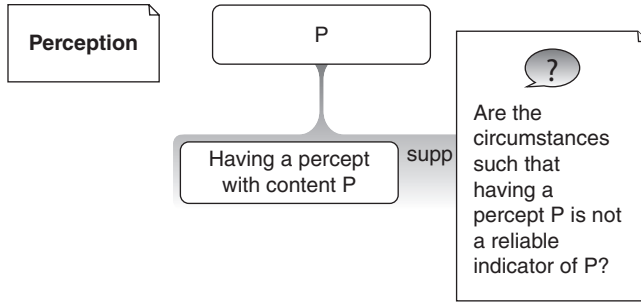 Perception
P
Having a percept
with content P
supp
?
Are the
circumstances
such that
having a
percept P is not
a reliable
indicator of P?